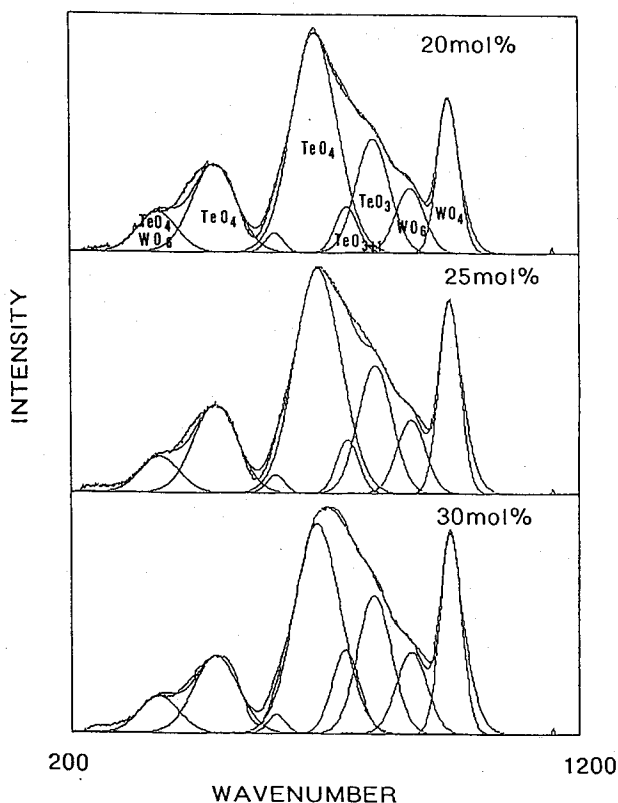 20mol%
TeO4
TeO3
TeO4
WO6
TeO4
TeO3+1
WO6
WO4
25mol%
INTENSITY
30mol%
200
1200
WAVENUMBER